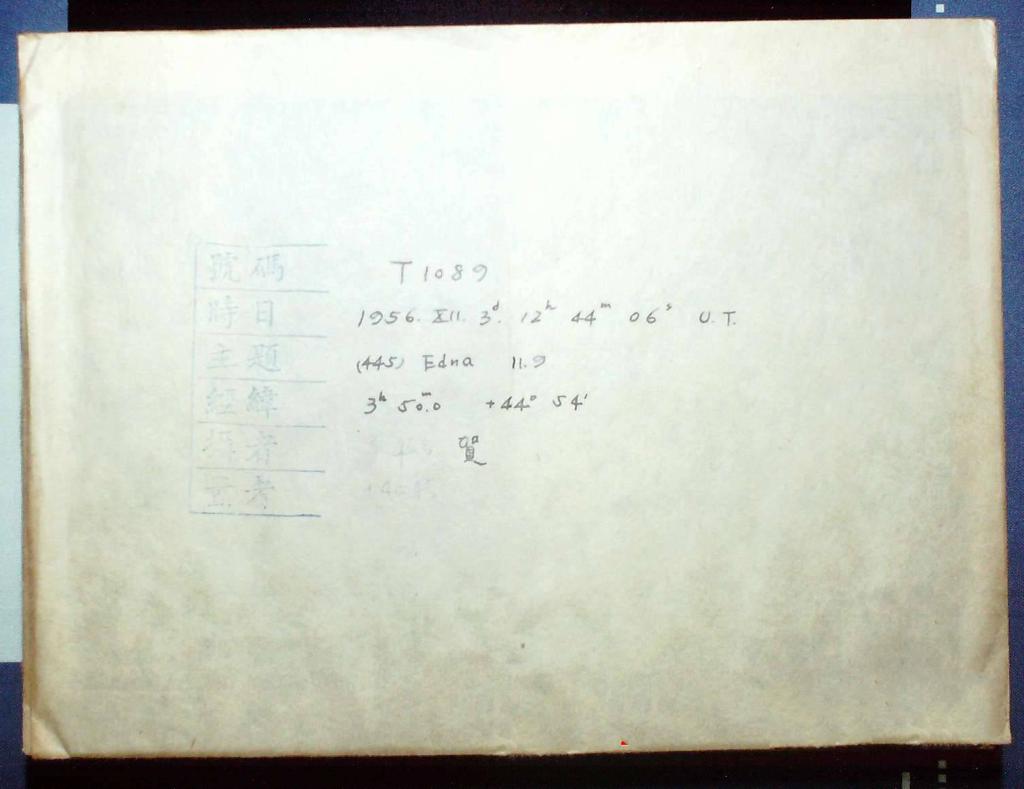 號碼 T1089
時日 1956. XII. 3ᵈ. 12ʰ 44ᵐ 06ˢ U.T.
主題 (445) Edna 11.9
經緯 3ʰ 50ᵐ.0 +44° 54'
者 賀
考